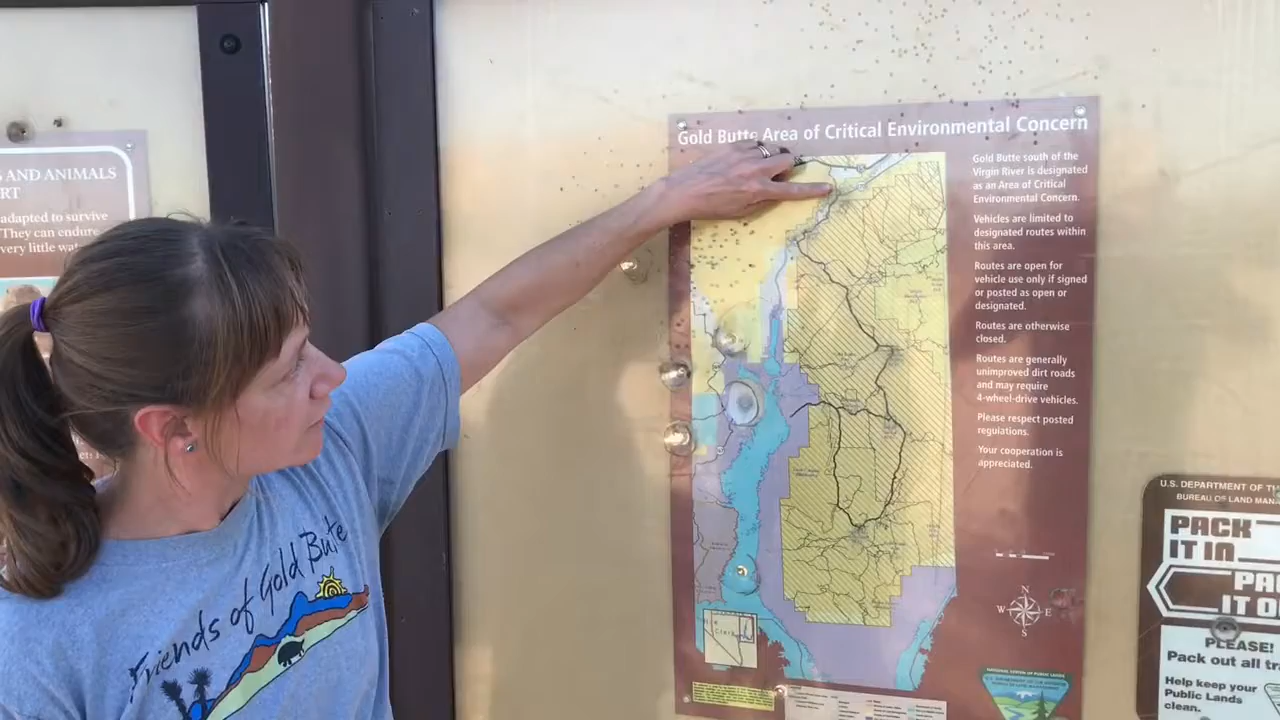 S AND ANIMALS
RT
adapted to survive
They can endure
very little wat
Friends of Gold Butte
Gold Butte Area of Critical Environmental Concern
Gold Butte south of the
Virgin River is designated
as an Area of Critical
Environmental Concern.
Vehicles are limited to
designated routes within
this area.
Routes are open for
vehicle use only if signed
or posted as open or
designated.
Routes are otherwise
closed.
Routes are generally
unimproved dirt roads
and may require
4-wheel-drive vehicles.
Please respect posted
regulations.
Your cooperation is
appreciated.
N
W E
S
U.S. DEPARTMENT OF TH
BUREAU OF LAND MAN
PACK
IT IN
PA
IT O
PLEASE!
Pack out all tr
Help keep your
Public Lands
clean.